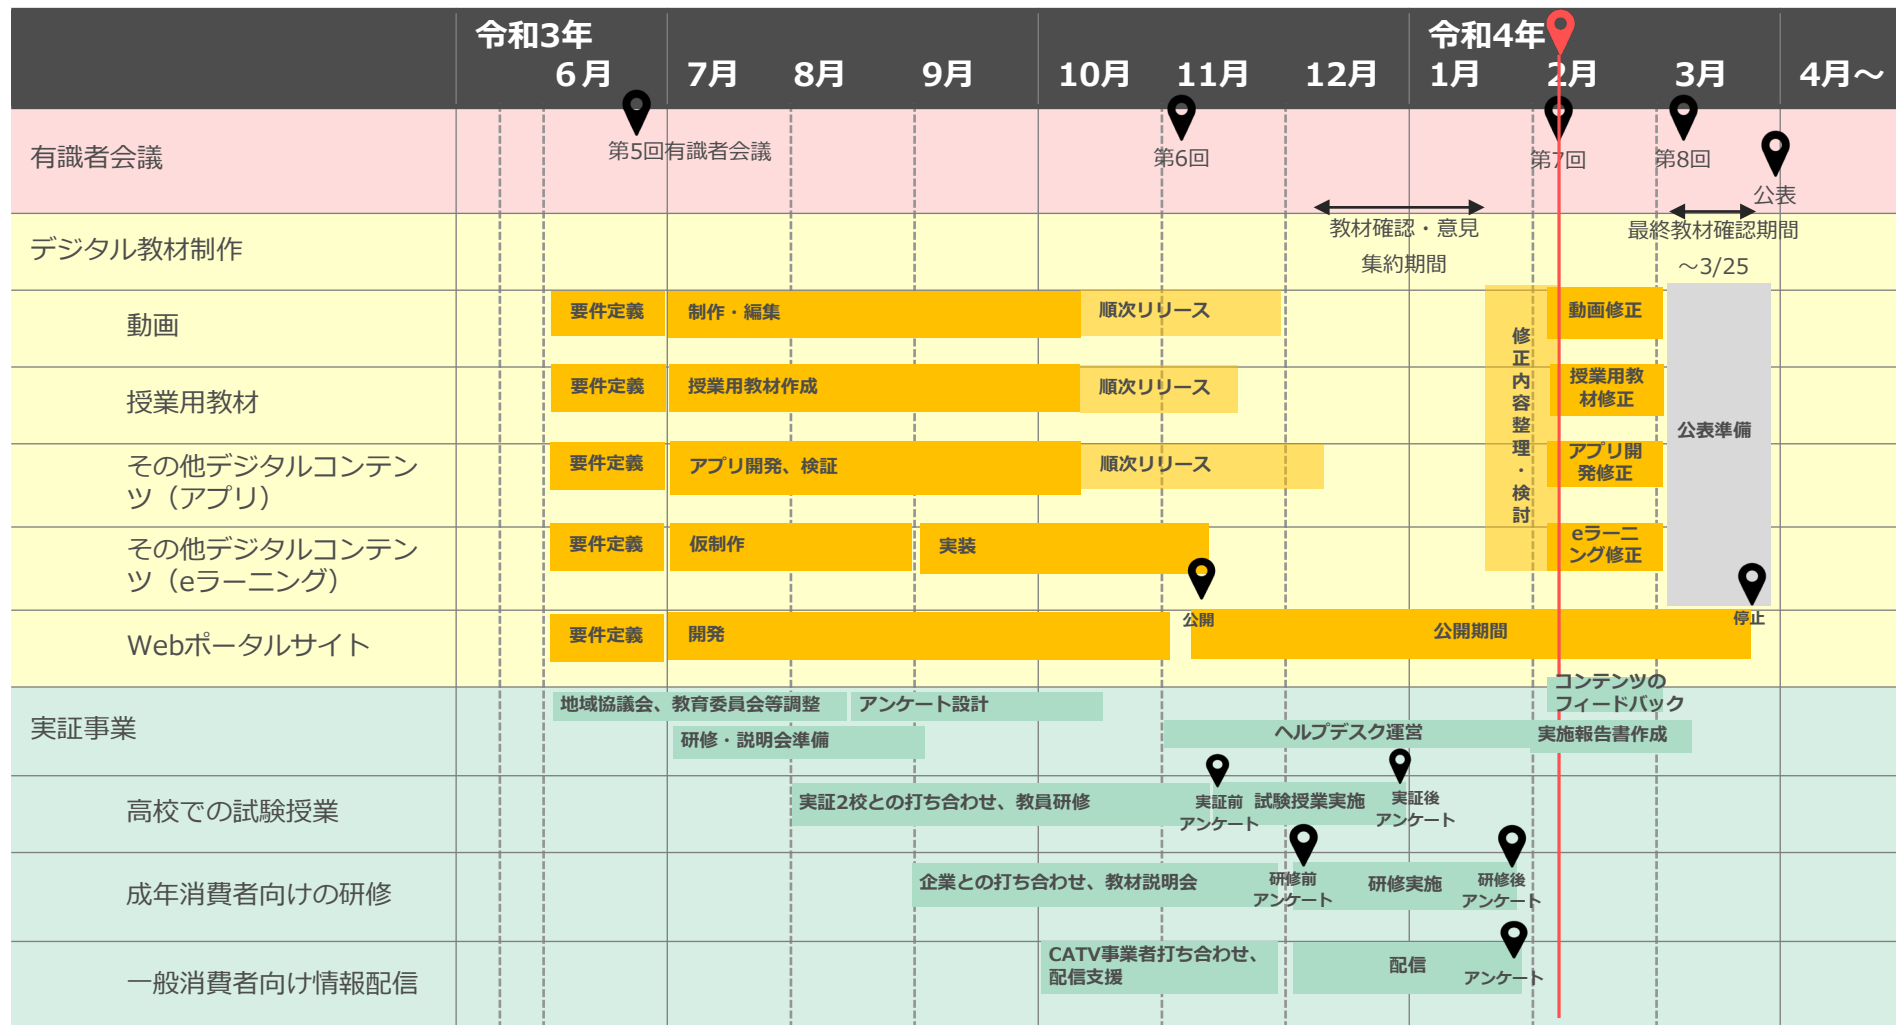 令和3年
令和4年
6月
7月
8月
9月
10月
11月
12月
1月
2月
3月
4月～
有識者会議
第5回有識者会議
第6回
第7回
第8回
公表
デジタル教材制作
教材確認・意見
集約期間
最終教材確認期間
～3/25
動画
要件定義
制作・編集
順次リリース
修正内容整理・検討
動画修正
公表準備
授業用教材
要件定義
授業用教材作成
順次リリース
授業用教
材修正
その他デジタルコンテン
ツ（アプリ）
要件定義
アプリ開発、検証
順次リリース
アプリ開
発修正
その他デジタルコンテン
ツ（eラーニング）
要件定義
仮制作
実装
eラーニ
ング修正
公開
停止
Webポータルサイト
要件定義
開発
公開期間
実証事業
地域協議会、教育委員会等調整
アンケート設計
コンテンツの
フィードバック
研修・説明会準備
ヘルプデスク運営
実施報告書作成
高校での試験授業
実証2校との打ち合わせ、教員研修
実証前
アンケート
試験授業実施
実証後
アンケート
成年消費者向けの研修
企業との打ち合わせ、教材説明会
研修前
アンケート
研修実施
研修後
アンケート
一般消費者向け情報配信
CATV事業者打ち合わせ、
配信支援
配信
アンケート